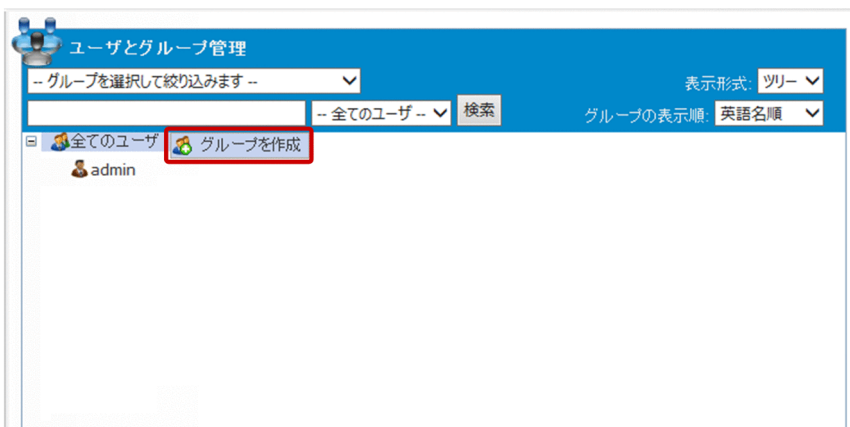 ユーザとグループ管理
-- グループを選択して絞り込みます --
表示形式: ツリー
-- 全てのユーザ -- 検索 グループの表示順: 英語名順
全てのユーザ グループを作成
admin